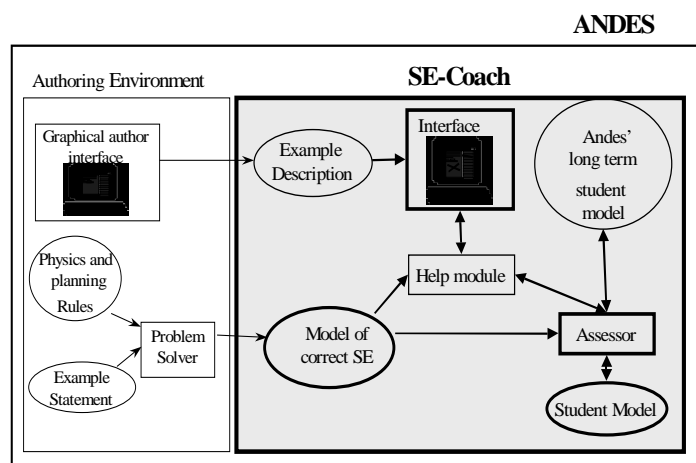 ANDES
Authoring Environment
SE-Coach
Graphical author
interface
Example
Description
Interface
Andes'
long term
student
model
Physics and
planning
Rules
Help module
Problem
Solver
Model of
correct SE
Assessor
Example
Statement
Student Model